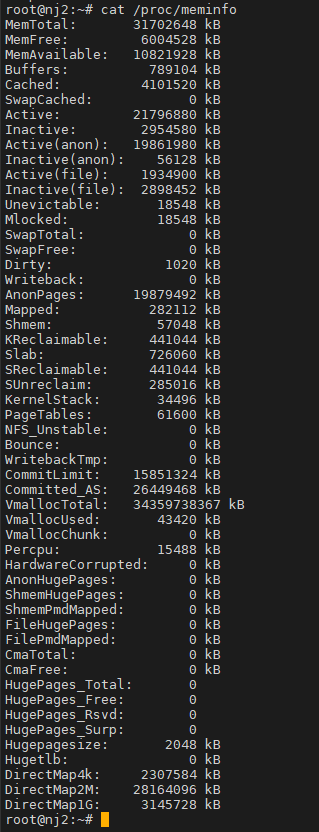 root@nj2:~# cat /proc/meminfo
MemTotal:       31702648 kB
MemFree:         6004528 kB
MemAvailable:   10821928 kB
Buffers:          789104 kB
Cached:          4101520 kB
SwapCached:            0 kB
Active:         21796880 kB
Inactive:        2954580 kB
Active(anon):   19861980 kB
Inactive(anon):    56128 kB
Active(file):    1934900 kB
Inactive(file):  2898452 kB
Unevictable:       18548 kB
Mlocked:           18548 kB
SwapTotal:             0 kB
SwapFree:              0 kB
Dirty:              1020 kB
Writeback:             0 kB
AnonPages:      19879492 kB
Mapped:           282112 kB
Shmem:             57048 kB
KReclaimable:     441044 kB
Slab:             726060 kB
SReclaimable:     441044 kB
SUnreclaim:       285016 kB
KernelStack:       34496 kB
PageTables:        61600 kB
NFS_Unstable:          0 kB
Bounce:                0 kB
WritebackTmp:          0 kB
CommitLimit:    15851324 kB
Committed_AS:   26449468 kB
VmallocTotal:   34359738367 kB
VmallocUsed:       43420 kB
VmallocChunk:          0 kB
Percpu:            15488 kB
HardwareCorrupted:     0 kB
AnonHugePages:         0 kB
ShmemHugePages:        0 kB
ShmemPmdMapped:        0 kB
FileHugePages:         0 kB
FilePmdMapped:         0 kB
CmaTotal:              0 kB
CmaFree:               0 kB
HugePages_Total:       0
HugePages_Free:        0
HugePages_Rsvd:        0
HugePages_Surp:        0
Hugepagesize:       2048 kB
Hugetlb:               0 kB
DirectMap4k:     2307584 kB
DirectMap2M:    28164096 kB
DirectMap1G:     3145728 kB
root@nj2:~#